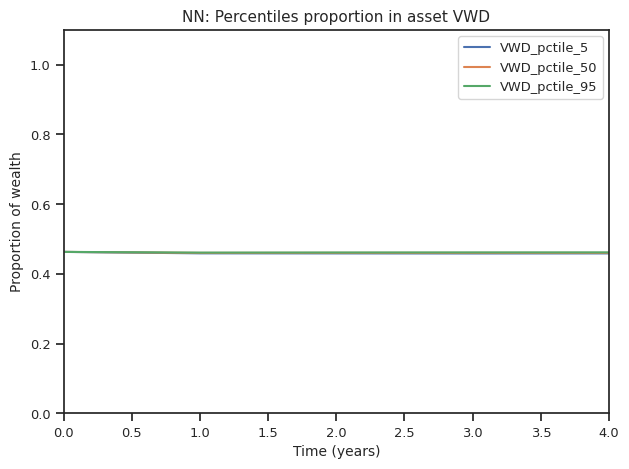 NN: Percentiles proportion in asset VWD
VWD_pctile_5
VWD_pctile_50
VWD_pctile_95
Proportion of wealth
1.0
0.8
0.6
0.4
0.2
0.0
0.0 0.5 1.0 1.5 2.0 2.5 3.0 3.5 4.0
Time (years)